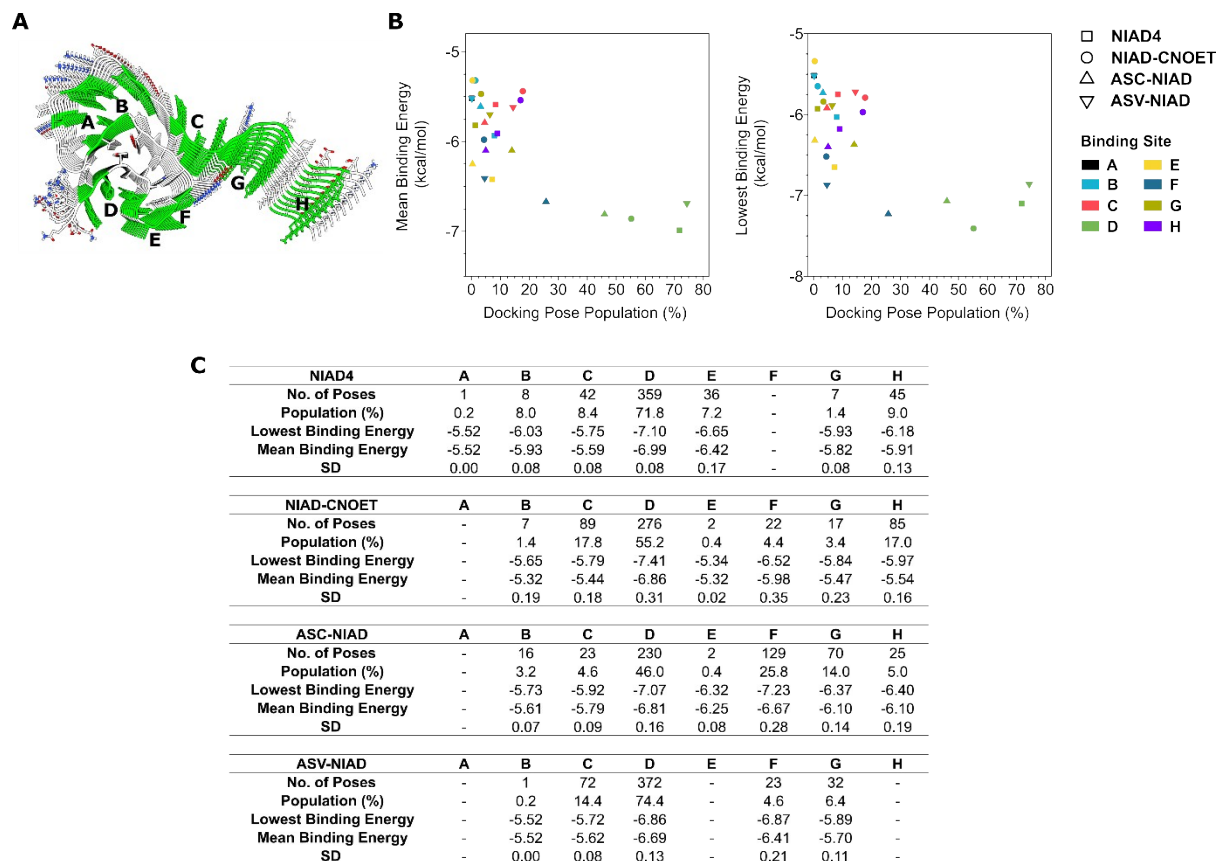 A
B
A
B
C
G
H
D
F
E
Mean Binding Energy
(kcal/mol)
-5
-6
-7
0 10 20 30 40 50 60 70 80
Docking Pose Population (%)
Lowest Binding Energy
(kcal/mol)
-5
-6
-7
-8
0 10 20 30 40 50 60 70 80
Docking Pose Population (%)
NIAD4
NIAD-CNOET
ASC-NIAD
ASV-NIAD
Binding Site
A E
B F
C G
D H
C
NIAD4 A B C D E F G H
No. of Poses 1 8 42 359 36 - 7 45
Population (%) 0.2 8.0 8.4 71.8 7.2 - 1.4 9.0
Lowest Binding Energy -5.52 -6.03 -5.75 -7.10 -6.65 - -5.93 -6.18
Mean Binding Energy -5.52 -5.93 -5.59 -6.99 -6.42 - -5.82 -5.91
SD 0.00 0.08 0.08 0.08 0.17 - 0.08 0.13
NIAD-CNOET A B C D E F G H
No. of Poses - 7 89 276 2 22 17 85
Population (%) - 1.4 17.8 55.2 0.4 4.4 3.4 17.0
Lowest Binding Energy - -5.65 -5.79 -7.41 -5.34 -6.52 -5.84 -5.97
Mean Binding Energy - -5.32 -5.44 -6.86 -5.32 -5.98 -5.47 -5.54
SD - 0.19 0.18 0.31 0.02 0.35 0.23 0.16
ASC-NIAD A B C D E F G H
No. of Poses - 16 23 230 2 129 70 25
Population (%) - 3.2 4.6 46.0 0.4 25.8 14.0 5.0
Lowest Binding Energy - -5.73 -5.92 -7.07 -6.32 -7.23 -6.37 -6.40
Mean Binding Energy - -5.61 -5.79 -6.81 -6.25 -6.67 -6.10 -6.10
SD - 0.07 0.09 0.16 0.08 0.28 0.14 0.19
ASV-NIAD A B C D E F G H
No. of Poses - 1 72 372 - 23 32 -
Population (%) - 0.2 14.4 74.4 - 4.6 6.4 -
Lowest Binding Energy - -5.52 -5.72 -6.86 - -6.87 -5.89 -
Mean Binding Energy - -5.52 -5.62 -6.69 - -6.41 -5.70 -
SD - 0.00 0.08 0.13 - 0.21 0.11 -